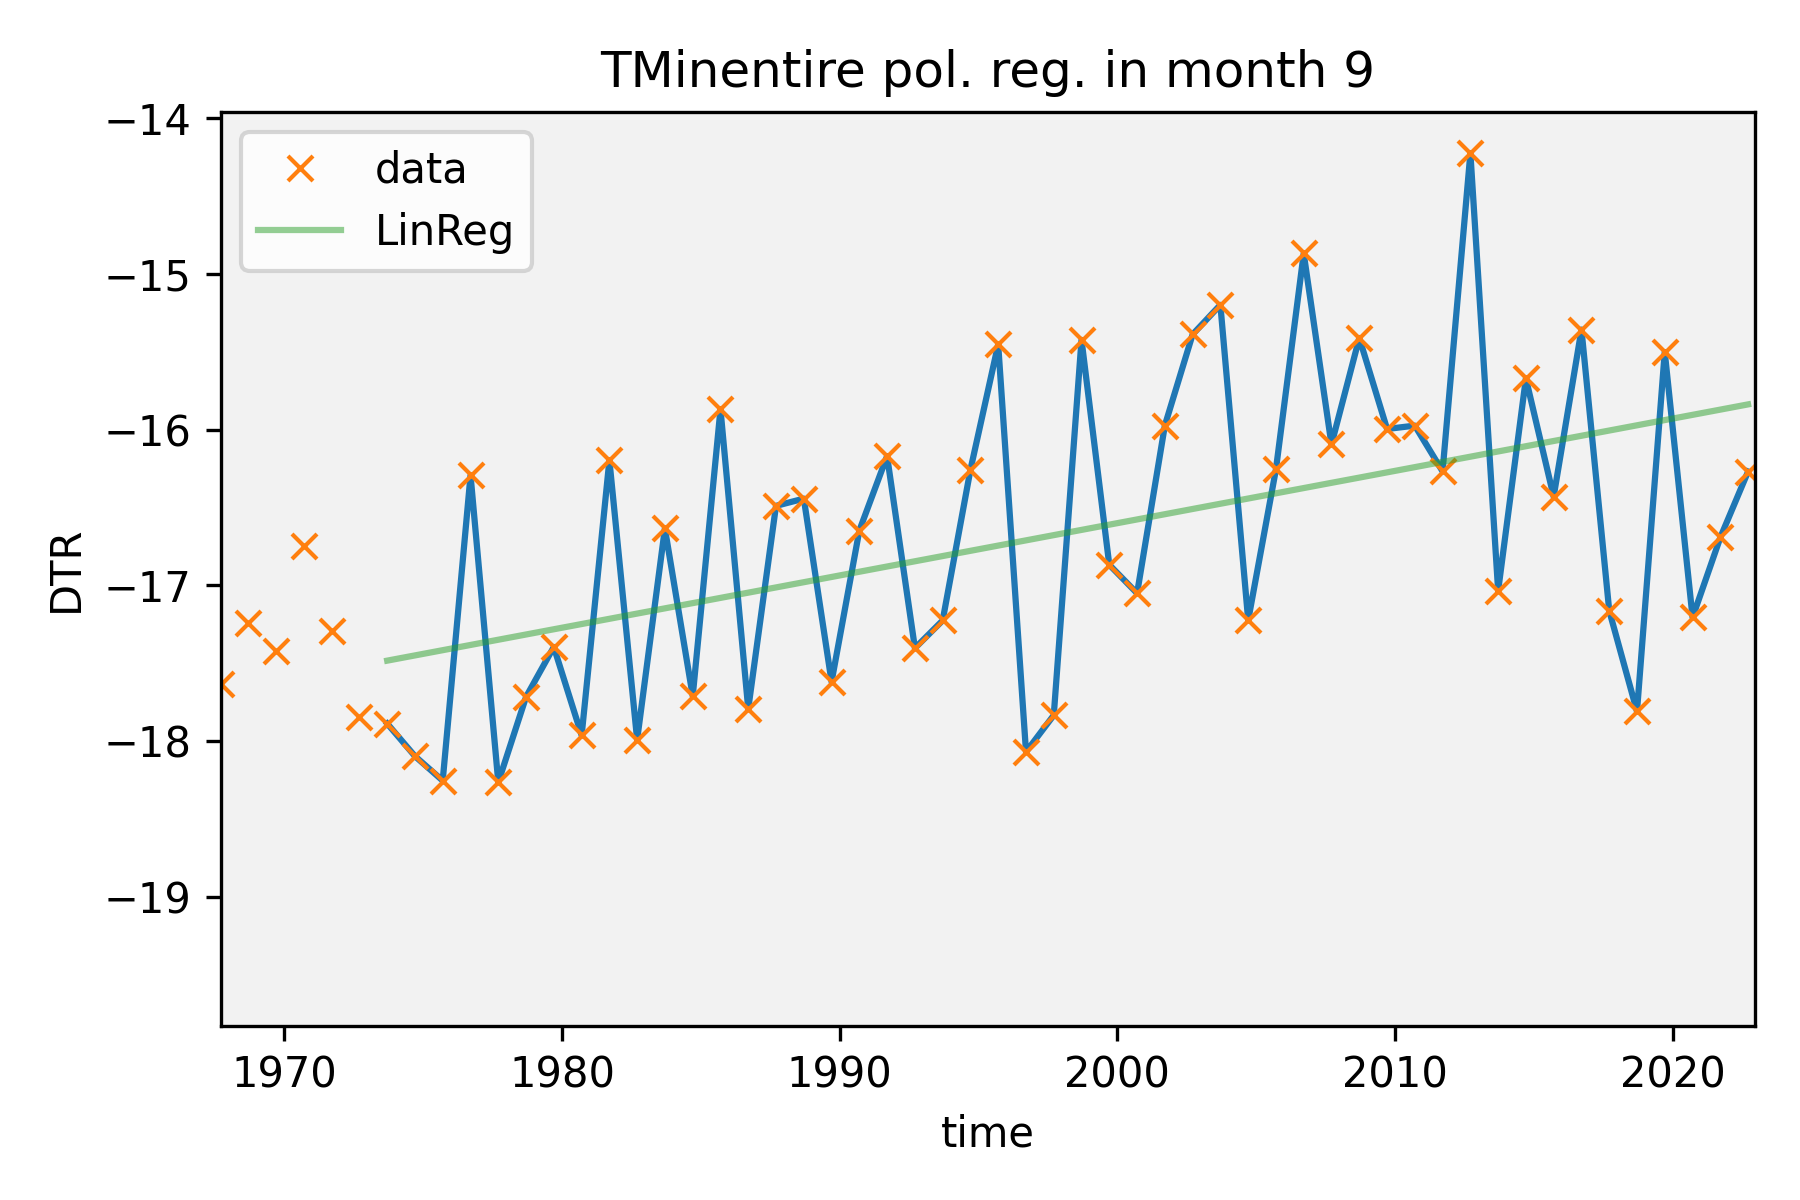 TMinentire pol. reg. in month 9
−14
−15
−16
−17
−18
−19
DTR
data
LinReg
1970 1980 1990 2000 2010 2020
time